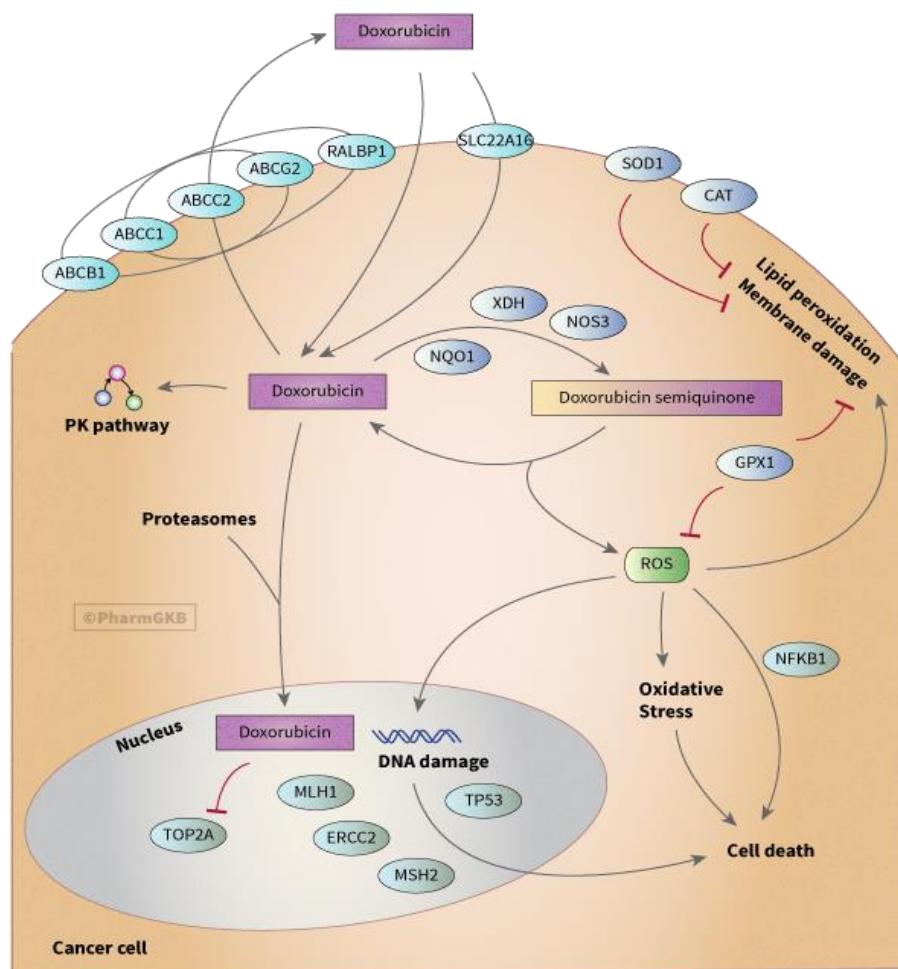 Doxorubicin
SLC22A16
RALBP1
SOD1
ABCG2
CAT
ABCC2
ABCC1
ABCB1
Lipid peroxidation
Membrane damage
XDH
NOS3
NQO1
Doxorubicin
Doxorubicin semiquinone
PK pathway
GPX1
Proteasomes
ROS
©PharmGKB
NFKB1
Oxidative
Stress
Nucleus
Doxorubicin
DNA damage
MLH1
TP53
TOP2A
ERCC2
Cell death
MSH2
Cancer cell